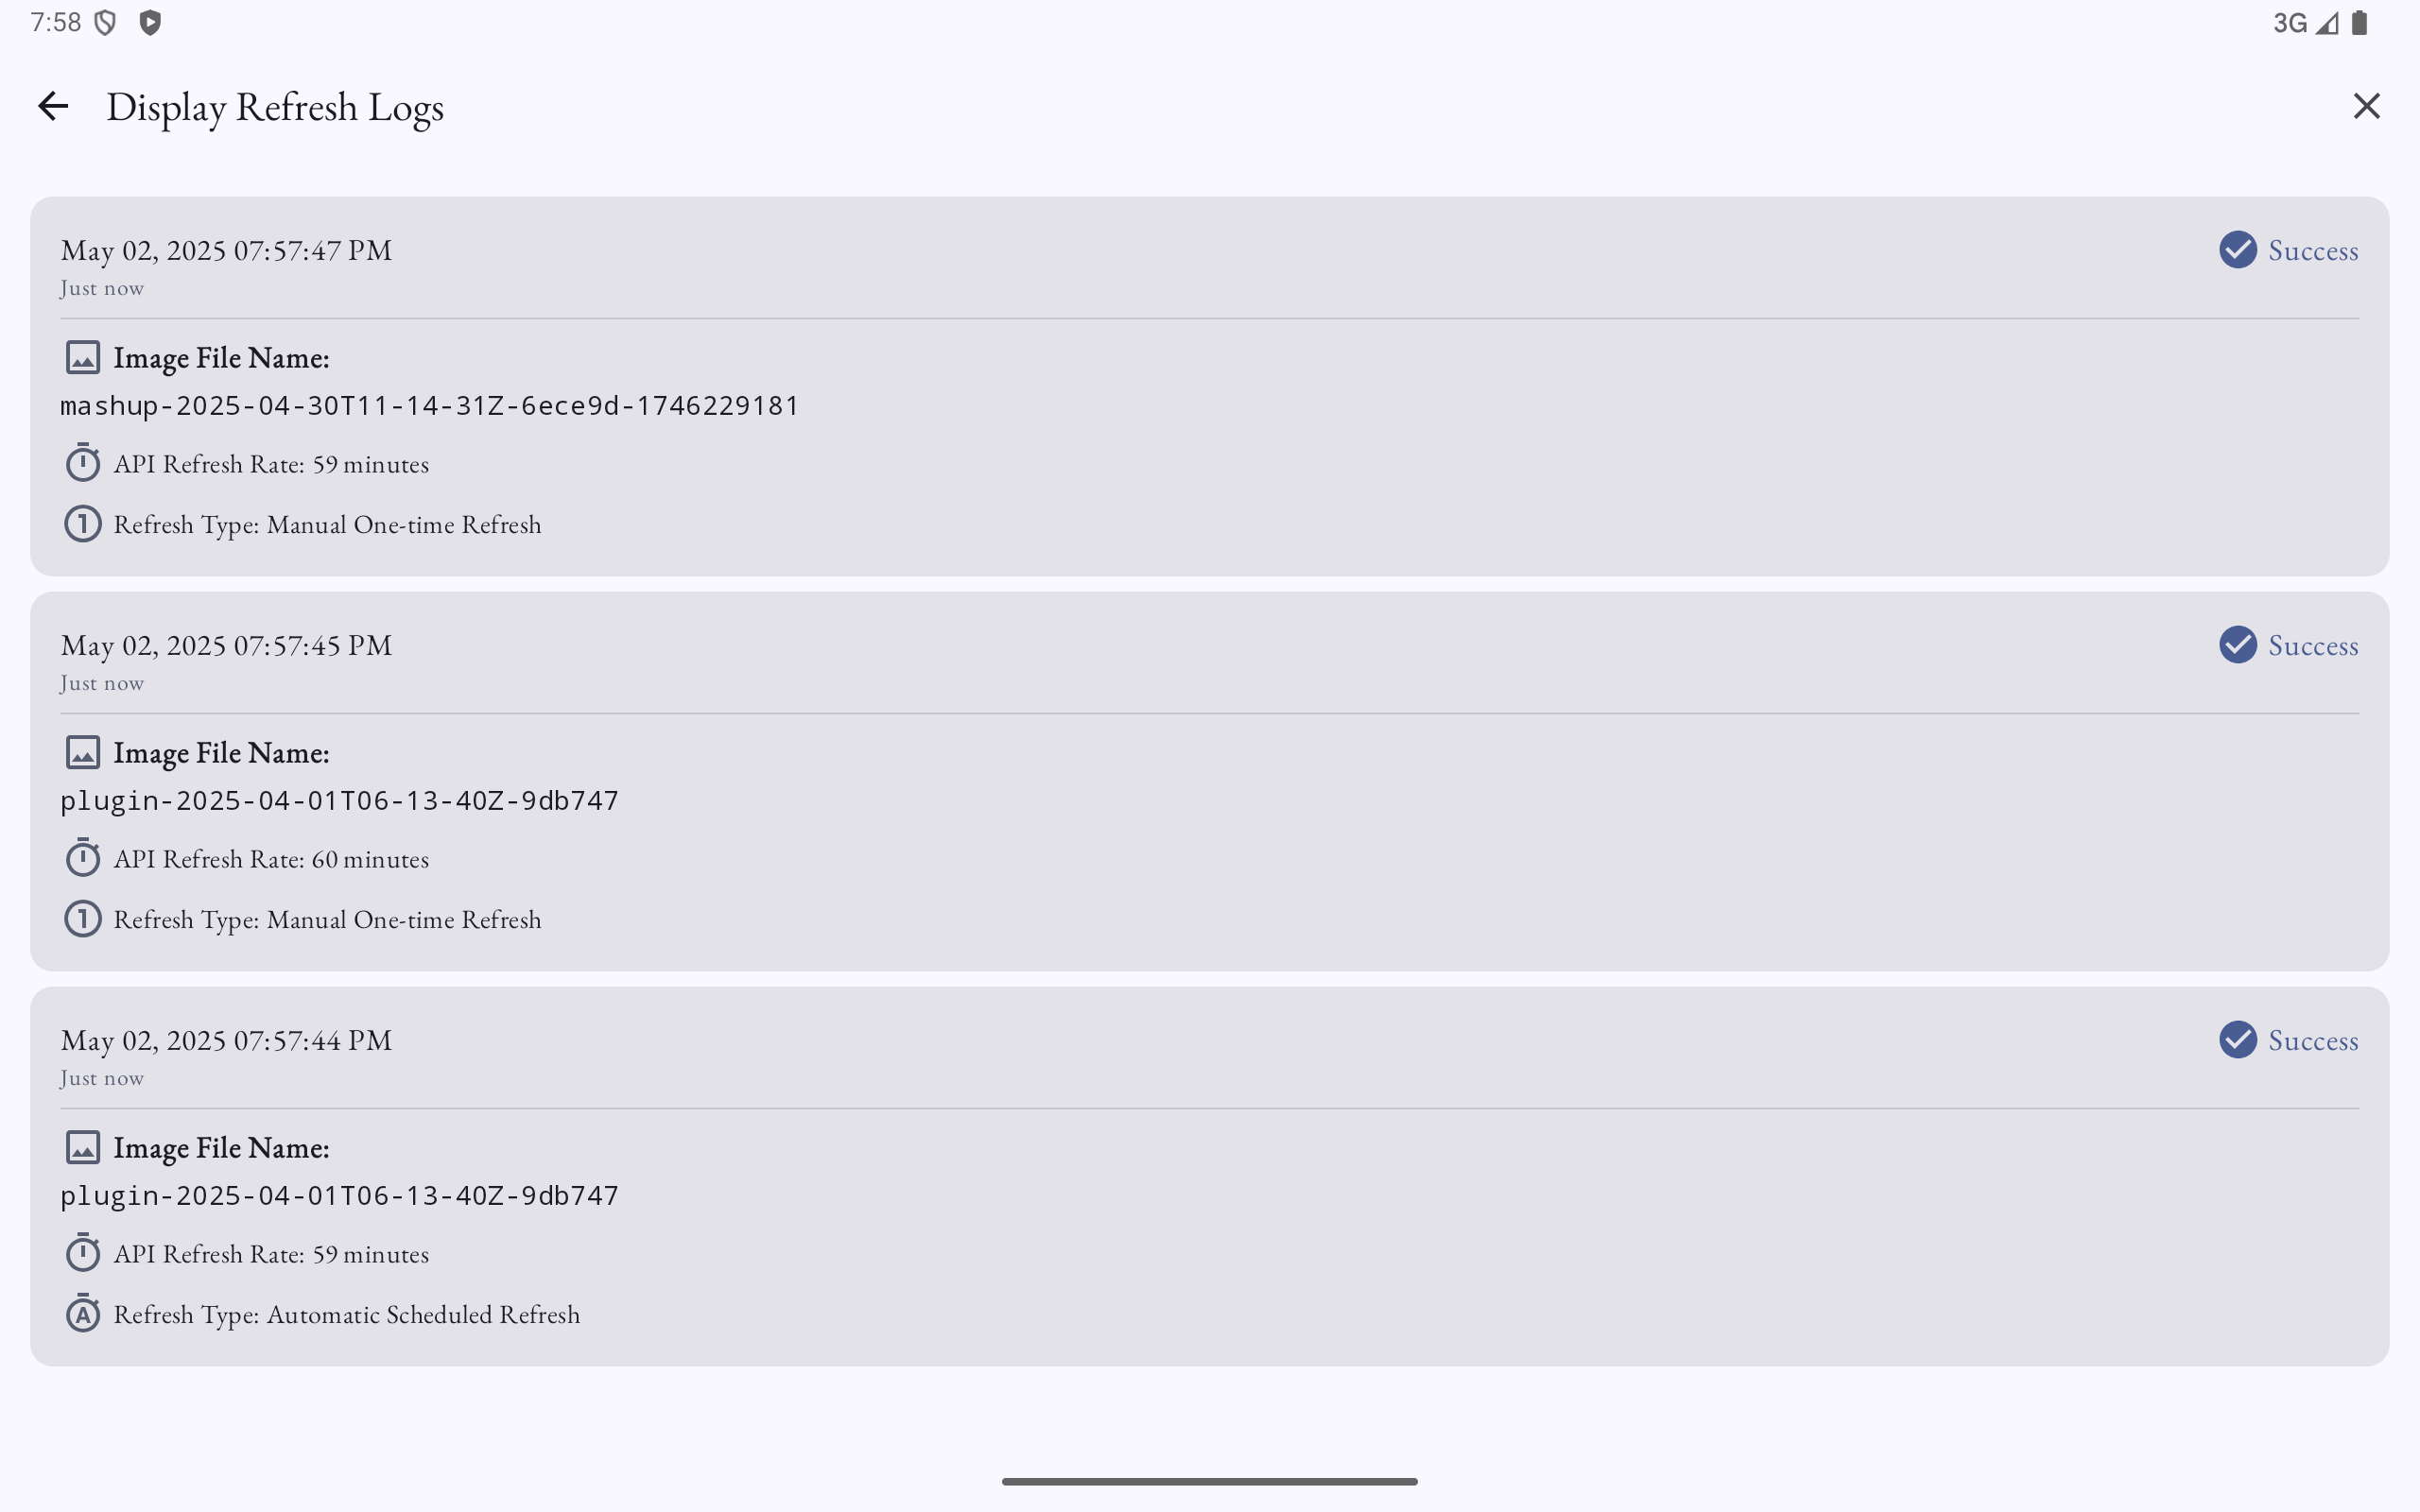 7:58
3G
Display Refresh Logs
May 02, 2025 07:57:47 PM
Success
Just now
Image File Name:
mashup-2025-04-30T11-14-31Z-6ece9d-1746229181
API Refresh Rate: 59 minutes
Refresh Type: Manual One-time Refresh
May 02, 2025 07:57:45 PM
Success
Just now
Image File Name:
plugin-2025-04-01T06-13-40Z-9db747
API Refresh Rate: 60 minutes
Refresh Type: Manual One-time Refresh
May 02, 2025 07:57:44 PM
Success
Just now
Image File Name:
plugin-2025-04-01T06-13-40Z-9db747
API Refresh Rate: 59 minutes
Refresh Type: Automatic Scheduled Refresh